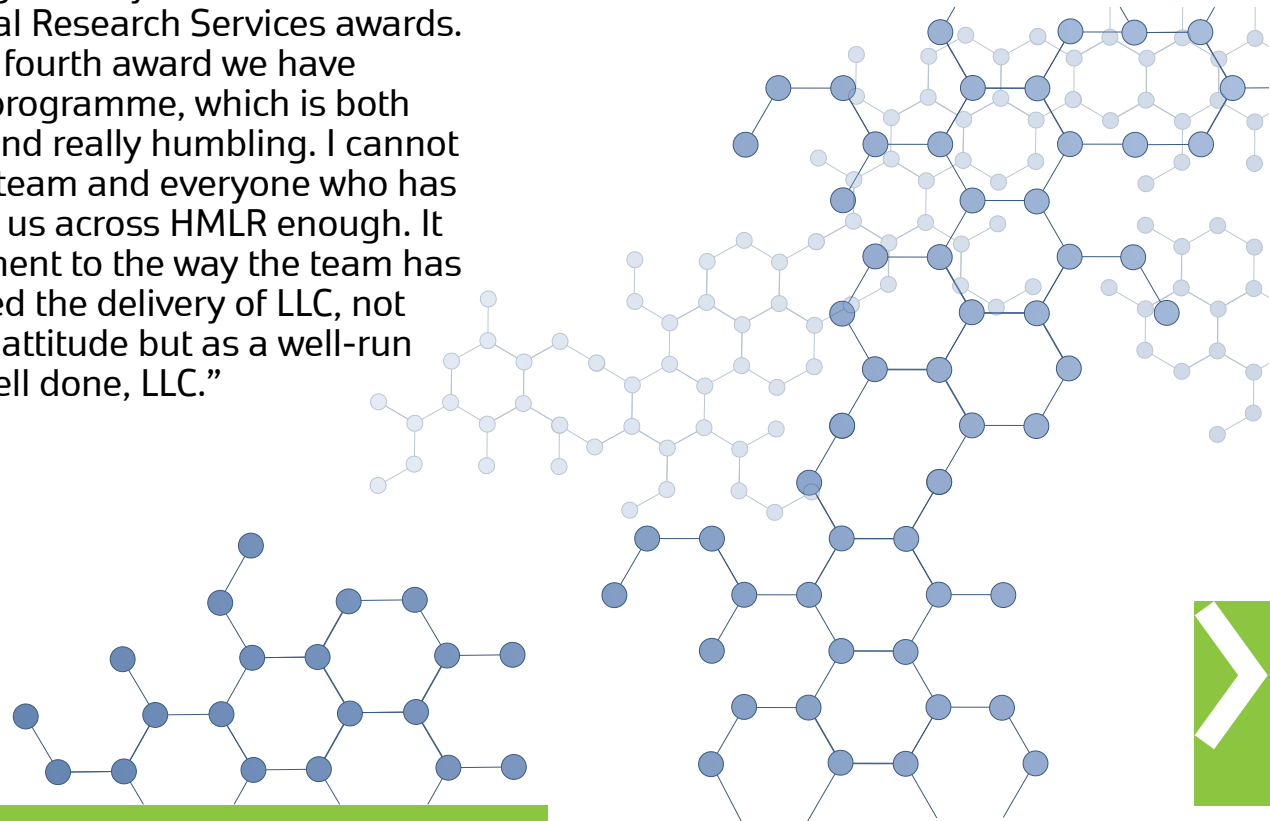 al Research Services awards.
fourth award we have
programme, which is both
nd really humbling. I cannot
team and everyone who has
us across HMLR enough. It
ment to the way the team has
ed the delivery of LLC, not
attitude but as a well-run
ell done, LLC.”